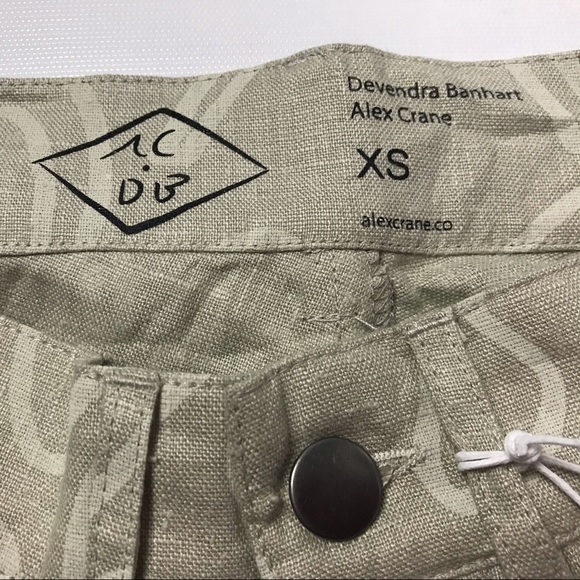 AC
DB
Devendra Banhart
Alex Crane
XS
alexcrane.co